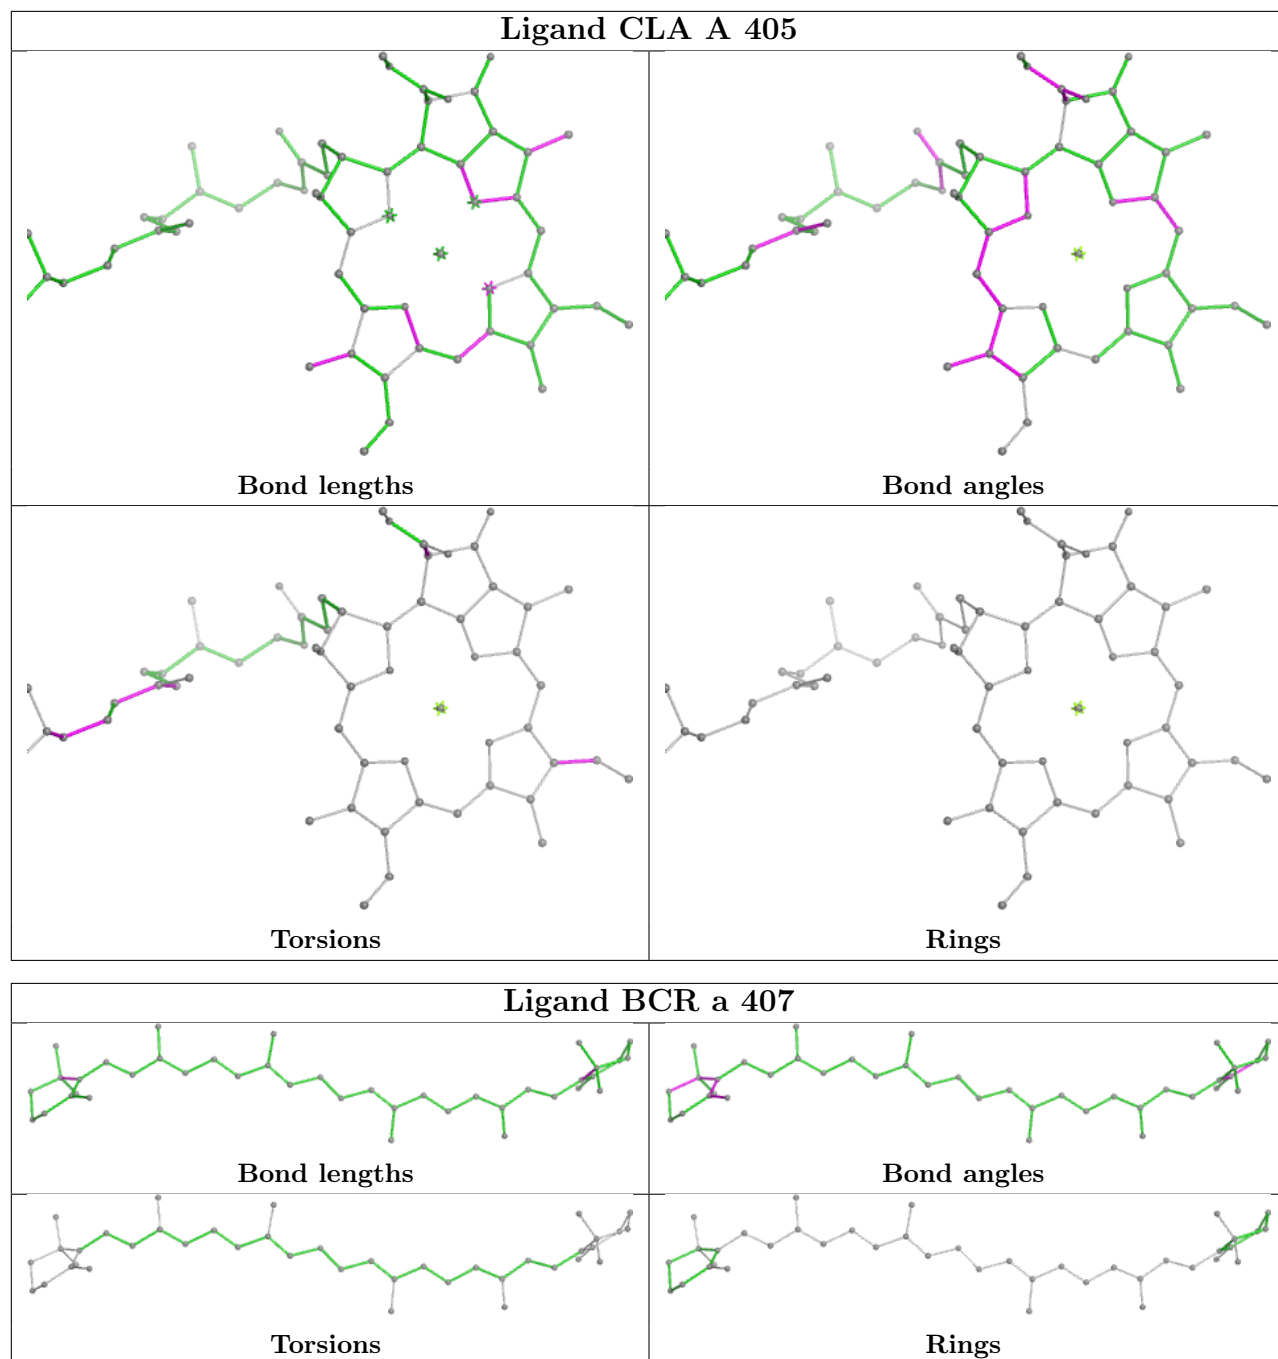 Ligand CLA A 405
Bond lengths
Bond angles
Torsions
Rings
Ligand BCR a 407
Bond lengths
Bond angles
Torsions
Rings